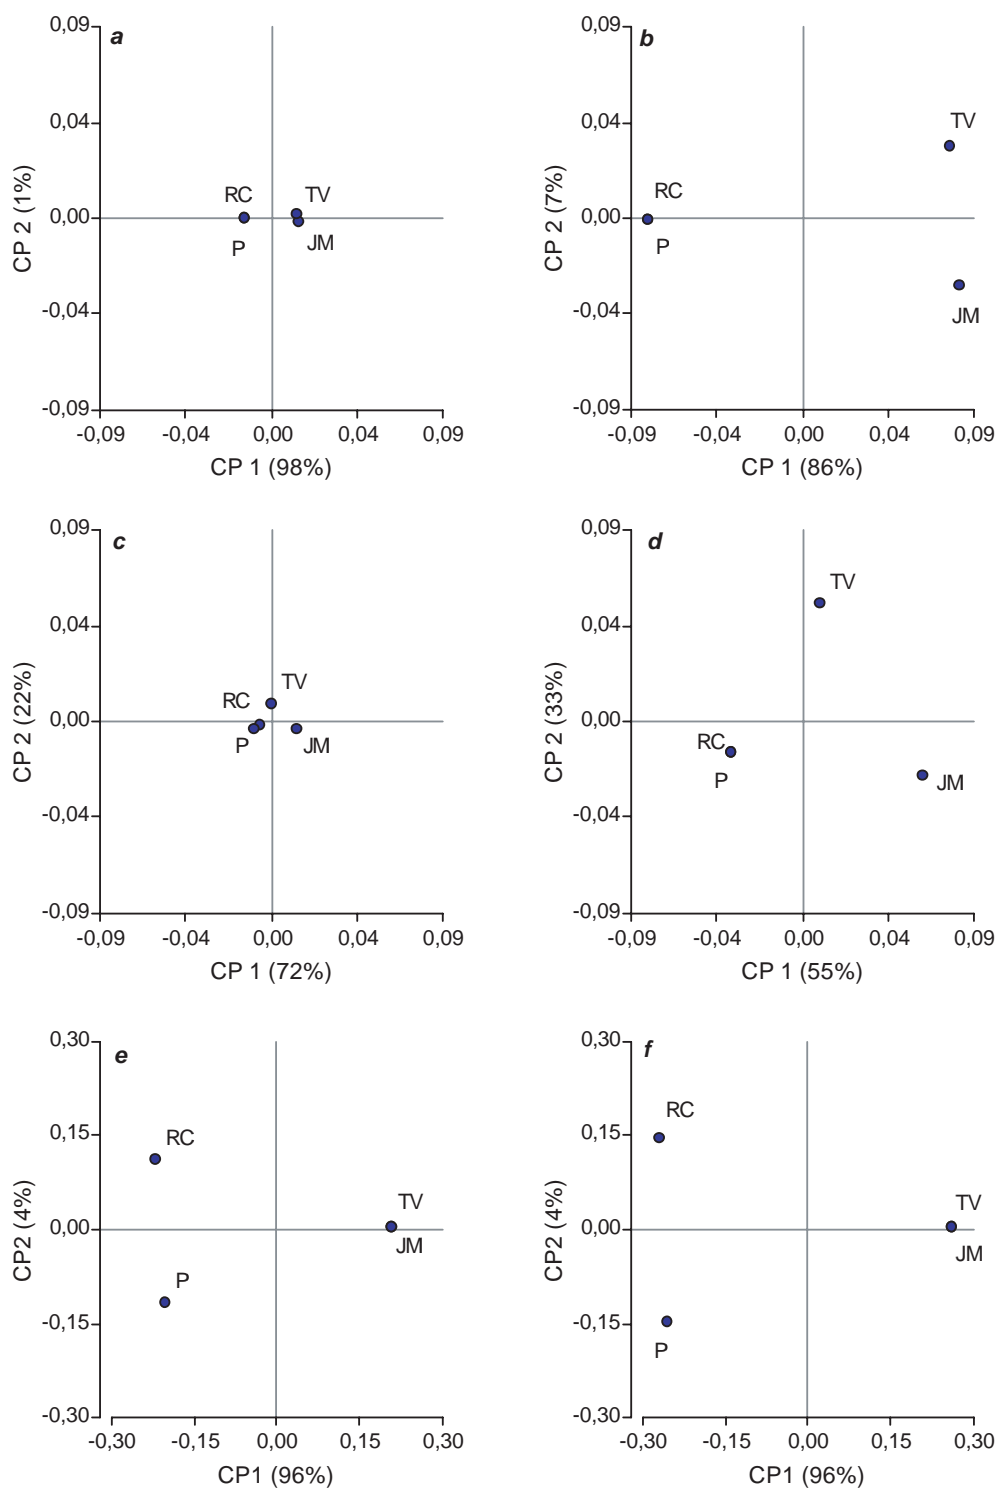 a
0,09
0,04
0,00
-0,04
-0,09
CP 2 (1%)
RC
TV
P
JM
-0,09 -0,04 0,00 0,04 0,09
CP 1 (98%)
b
0,09
0,04
0,00
-0,04
-0,09
CP 2 (7%)
TV
RC
P
JM
-0,09 -0,04 0,00 0,04 0,09
CP 1 (86%)
c
0,09
0,04
0,00
-0,04
-0,09
CP 2 (22%)
TV
RC
P
JM
-0,09 -0,04 0,00 0,04 0,09
CP 1 (72%)
d
0,09
0,04
0,00
-0,04
-0,09
CP 2 (33%)
TV
RC
P
JM
-0,09 -0,04 0,00 0,04 0,09
CP 1 (55%)
e
0,30
0,15
0,00
-0,15
-0,30
CP2 (4%)
RC
TV
JM
P
-0,30 -0,15 0,00 0,15 0,30
CP1 (96%)
f
0,30
0,15
0,00
-0,15
-0,30
CP2 (4%)
RC
TV
JM
P
-0,30 -0,15 0,00 0,15 0,30
CP1 (96%)